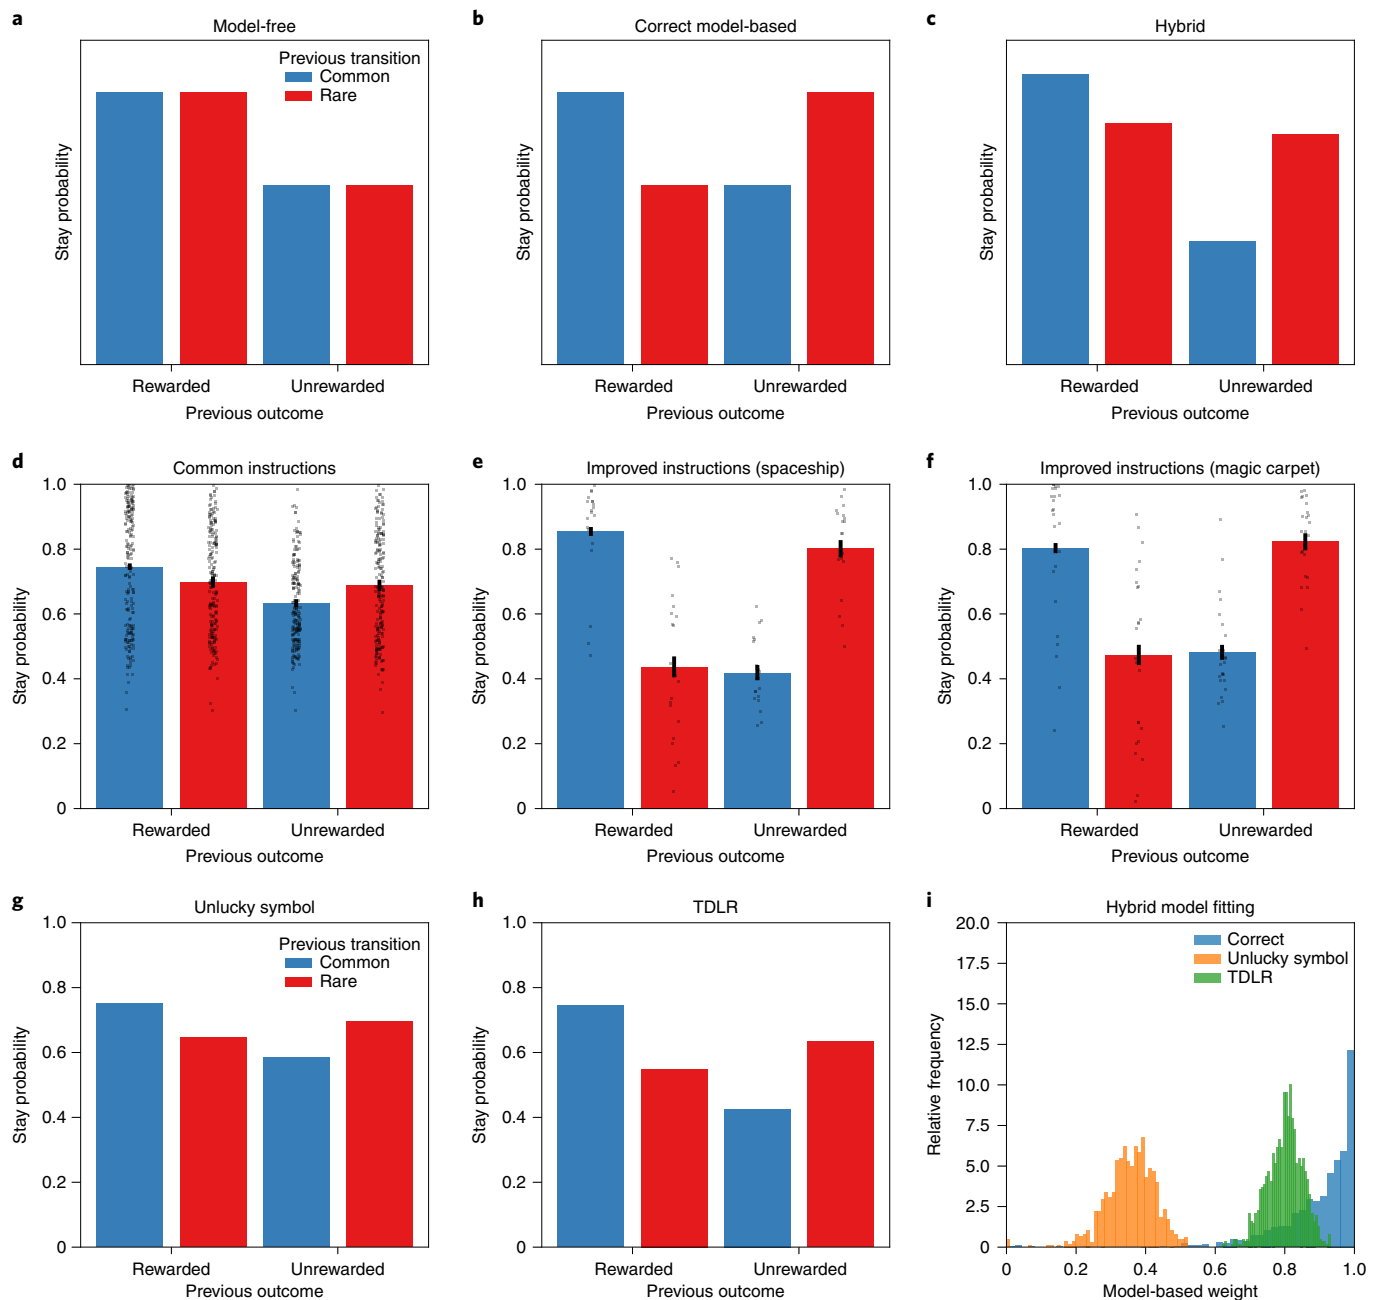 a
Model-free
Previous transition
Common
Rare
Stay probability
Rewarded
Unrewarded
Previous outcome
b
Correct model-based
Stay probability
Rewarded
Unrewarded
Previous outcome
c
Hybrid
Stay probability
Rewarded
Unrewarded
Previous outcome
d
Common instructions
1.0
0.8
0.6
0.4
0.2
0
Stay probability
Rewarded
Unrewarded
Previous outcome
e
Improved instructions (spaceship)
1.0
0.8
0.6
0.4
0.2
0
Stay probability
Rewarded
Unrewarded
Previous outcome
f
Improved instructions (magic carpet)
1.0
0.8
0.6
0.4
0.2
0
Stay probability
Rewarded
Unrewarded
Previous outcome
g
Unlucky symbol
Previous transition
Common
Rare
1.0
0.8
0.6
0.4
0.2
0
Stay probability
Rewarded
Unrewarded
Previous outcome
h
TDLR
1.0
0.8
0.6
0.4
0.2
0
Stay probability
Rewarded
Unrewarded
Previous outcome
i
Hybrid model fitting
Correct
Unlucky symbol
TDLR
20.0
17.5
15.0
12.5
10.0
7.5
5.0
2.5
0
Relative frequency
0 0.2 0.4 0.6 0.8 1.0
Model-based weight